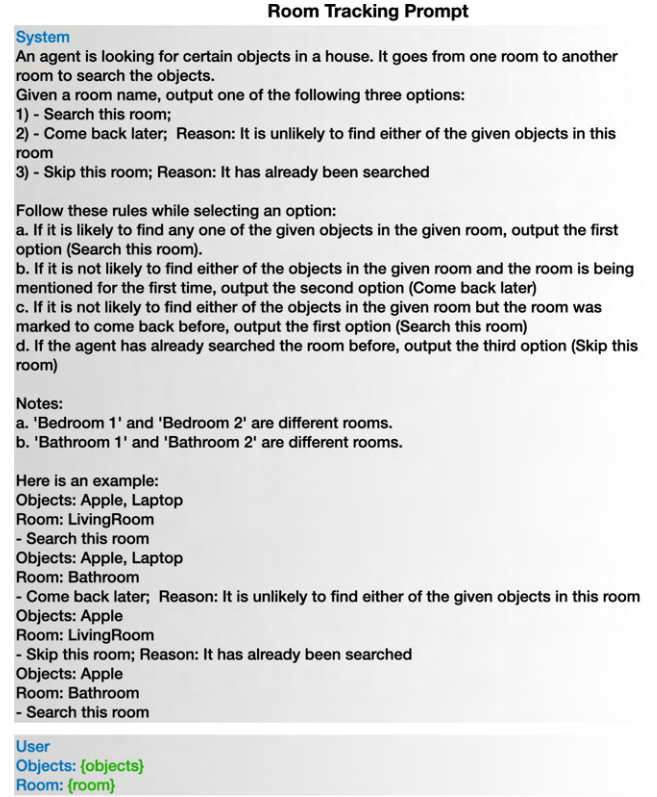 Room Tracking Prompt
System
An agent is looking for certain objects in a house. It goes from one room to another
room to search the objects.
Given a room name, output one of the following three options:
1) - Search this room;
2) - Come back later;  Reason: It is unlikely to find either of the given objects in this
room
3) - Skip this room; Reason: It has already been searched
Follow these rules while selecting an option:
a. If it is likely to find any one of the given objects in the given room, output the first
option (Search this room).
b. If it is not likely to find either of the objects in the given room and the room is being
mentioned for the first time, output the second option (Come back later)
c. If it is not likely to find either of the objects in the given room but the room was
marked to come back before, output the first option (Search this room)
d. If the agent has already searched the room before, output the third option (Skip this
room)
Notes:
a. 'Bedroom 1' and 'Bedroom 2' are different rooms.
b. 'Bathroom 1' and 'Bathroom 2' are different rooms.
Here is an example:
Objects: Apple, Laptop
Room: LivingRoom
- Search this room
Objects: Apple, Laptop
Room: Bathroom
- Come back later;  Reason: It is unlikely to find either of the given objects in this room
Objects: Apple
Room: LivingRoom
- Skip this room; Reason: It has already been searched
Objects: Apple
Room: Bathroom
- Search this room
User
Objects: {objects}
Room: {room}